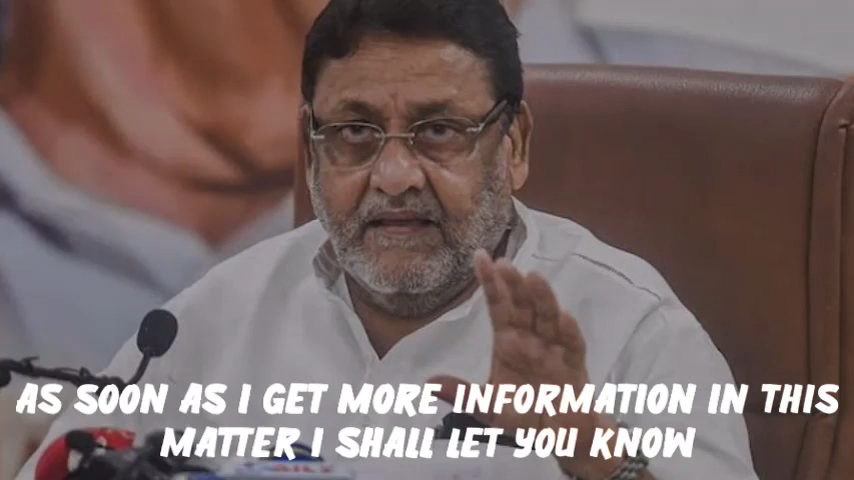 AS SOON AS I GET MORE INFORMATION IN THIS
MATTER I SHALL LET YOU KNOW